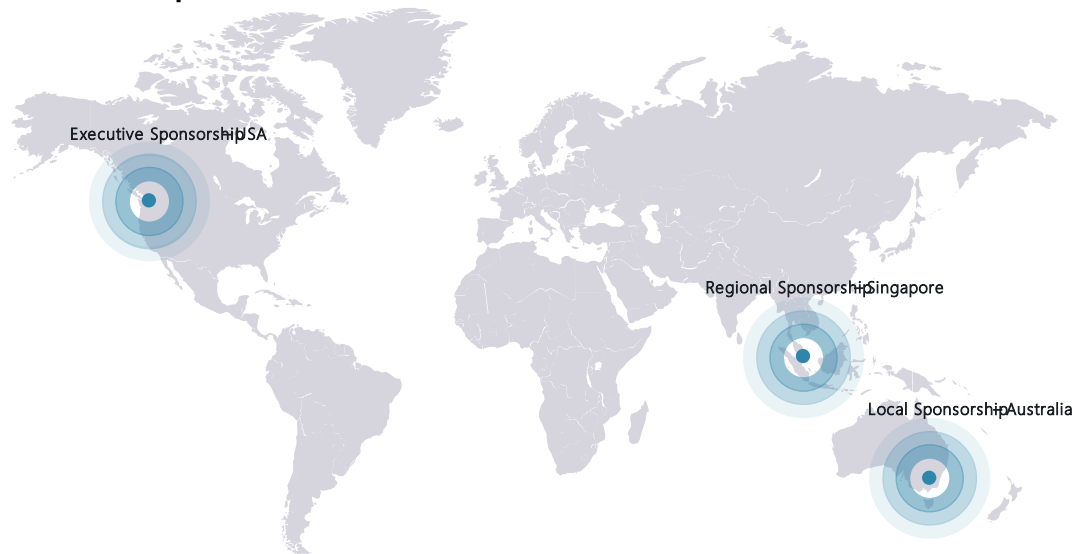 Executive Sponsorship – USA
Regional Sponsorship – Singapore
Local Sponsorship – Australia